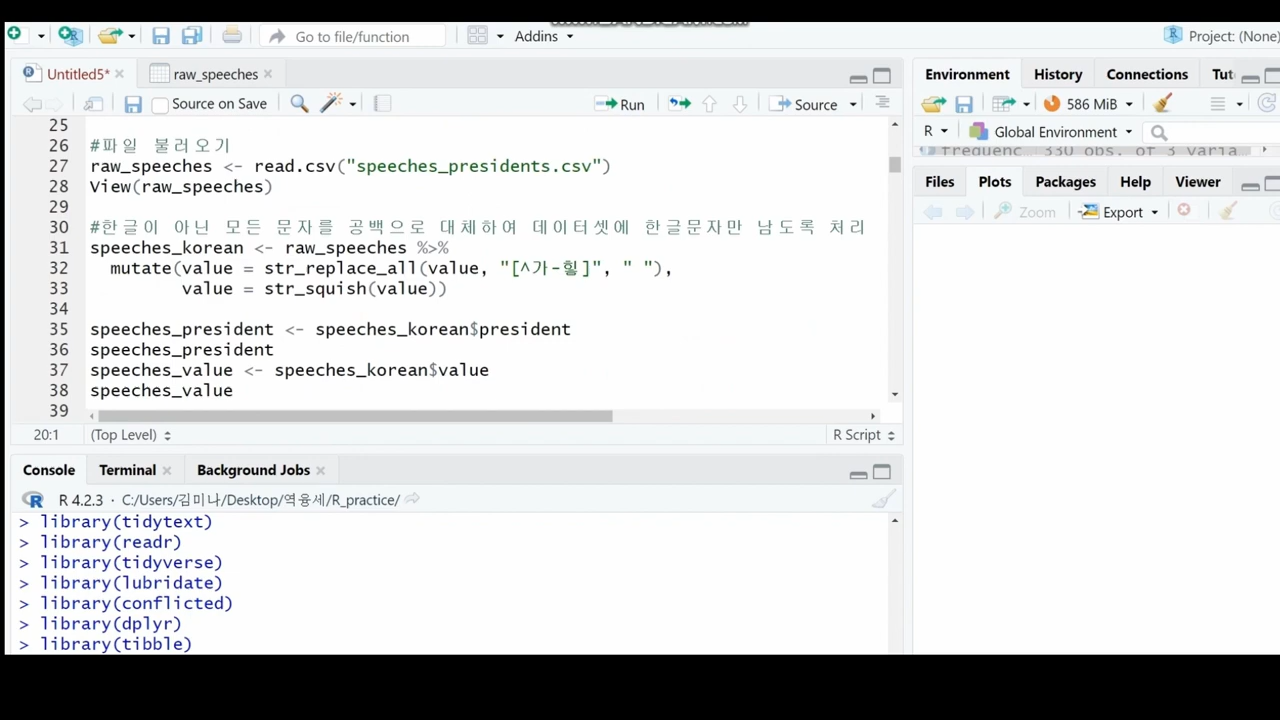 Go to file/function Addins Project: (None)
Untitled5* raw_speeches
Source on Save Run Source
25
26 #파일 불러오기
27 raw_speeches <- read.csv("speeches_presidents.csv")
28 View(raw_speeches)
29
30 #한글이 아닌 모든 문자를 공백으로 대체하여 데이터셋에 한글문자만 남도록 처리
31 speeches_korean <- raw_speeches %>%
32 mutate(value = str_replace_all(value, "[^가-힣]", " "),
33 value = str_squish(value))
34
35 speeches_president <- speeches_korean$president
36 speeches_president
37 speeches_value <- speeches_korean$value
38 speeches_value
39
20:1 (Top Level) R Script
Console Terminal Background Jobs
R 4.2.3 · C:/Users/김미나/Desktop/역융세/R_practice/
> library(tidytext)
> library(readr)
> library(tidyverse)
> library(lubridate)
> library(conflicted)
> library(dplyr)
> library(tibble)
Environment History Connections Tut
586 MiB
R Global Environment
frequenc 330 obs. of 3 varia
Files Plots Packages Help Viewer
Zoom Export